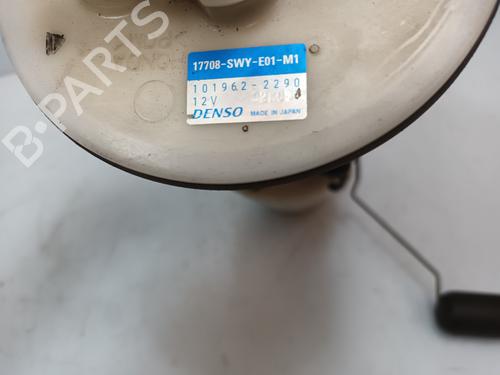 17708-SWY-E01-M1
101962-2290
12V
DENSO MADE IN JAPAN
B-PARTS